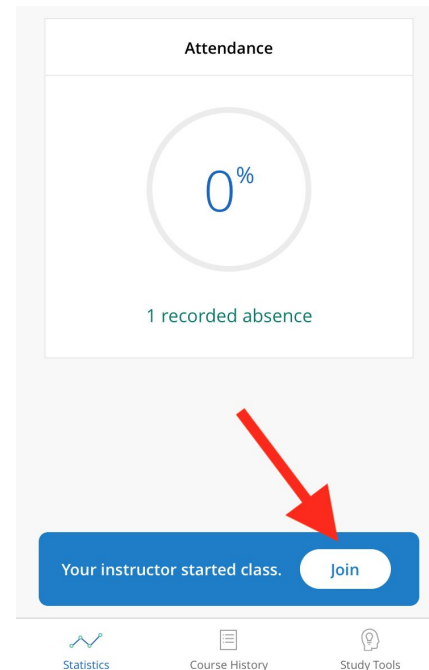 Attendance
0%
1 recorded absence
Your instructor started class. Join
Statistics Course History Study Tools